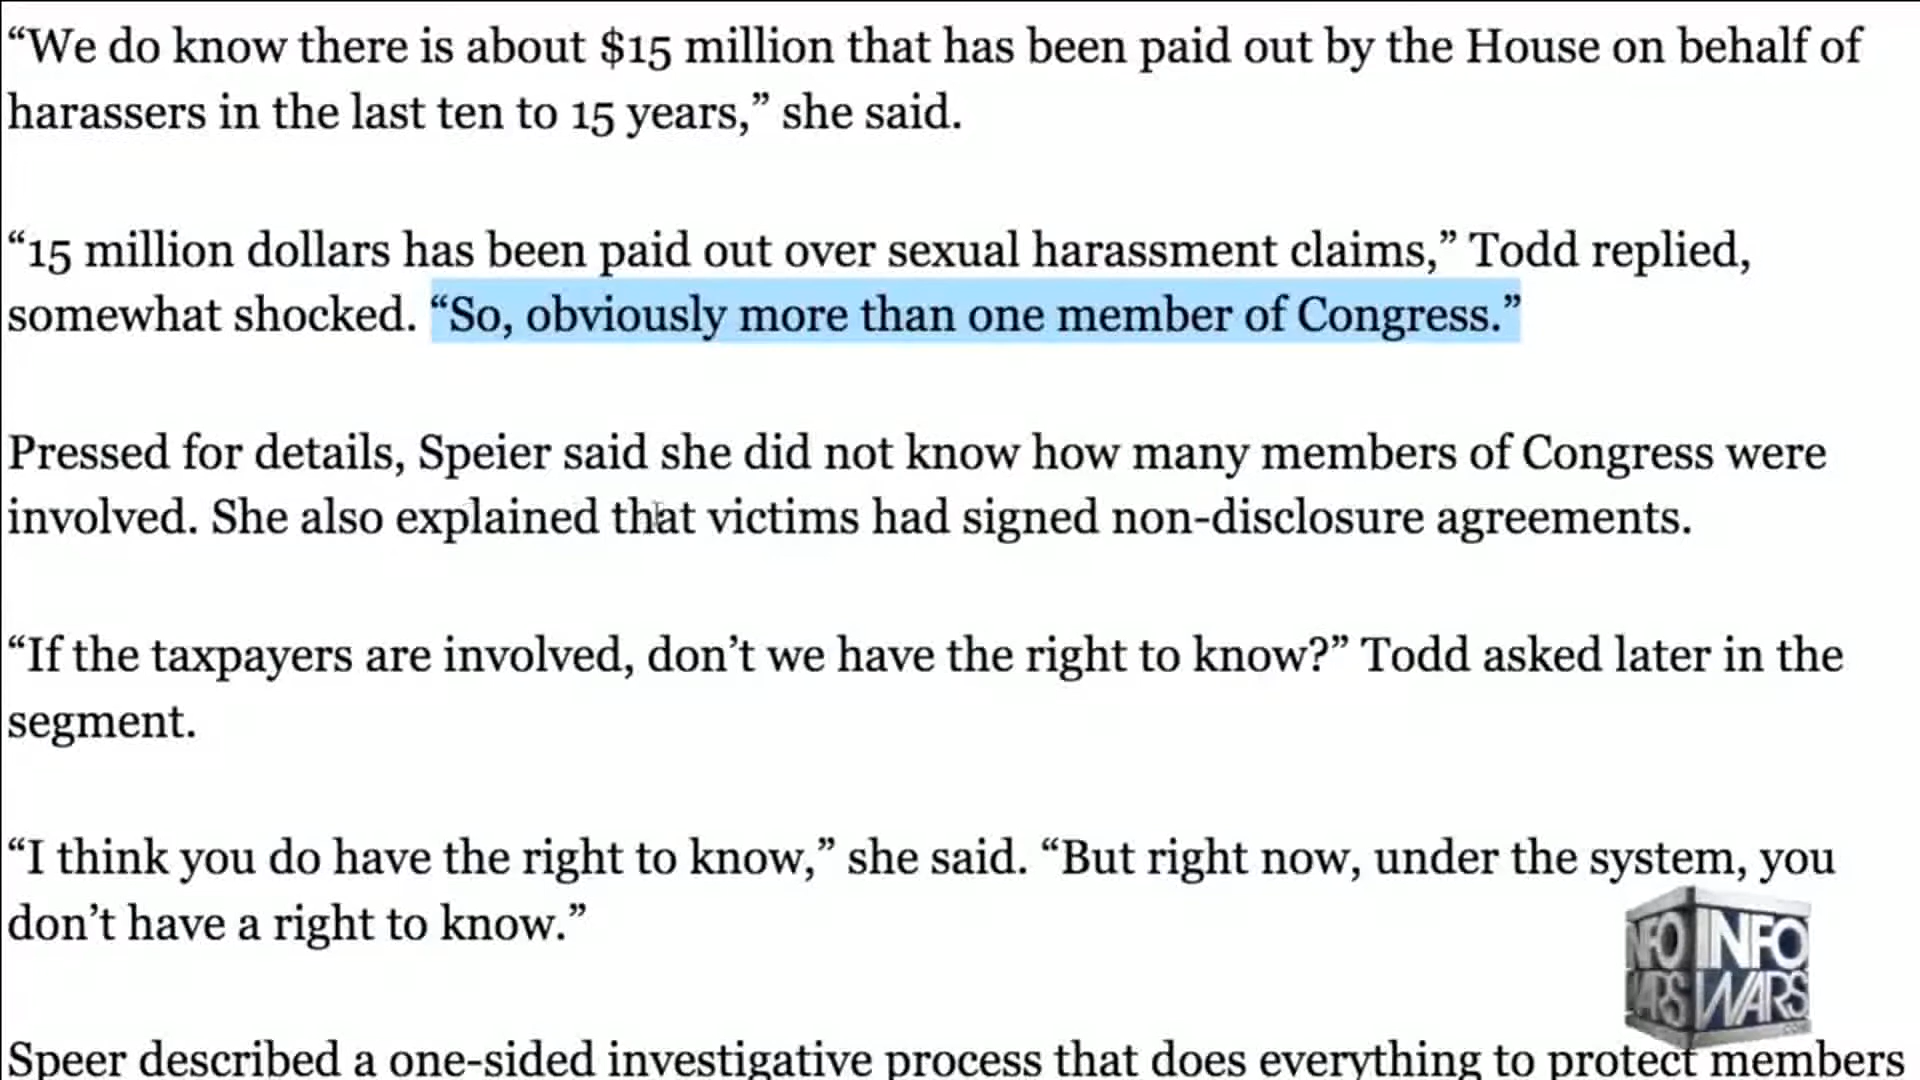 “We do know there is about $15 million that has been paid out by the House on behalf of
harassers in the last ten to 15 years,” she said.
“15 million dollars has been paid out over sexual harassment claims,” Todd replied,
somewhat shocked. “So, obviously more than one member of Congress.”
Pressed for details, Speier said she did not know how many members of Congress were
involved. She also explained that victims had signed non-disclosure agreements.
“If the taxpayers are involved, don’t we have the right to know?” Todd asked later in the
segment.
“I think you do have the right to know,” she said. “But right now, under the system, you
don’t have a right to know.”
Speer described a one-sided investigative process that does everything to protect members
INFO
WARS
.COM
NFO
WARS